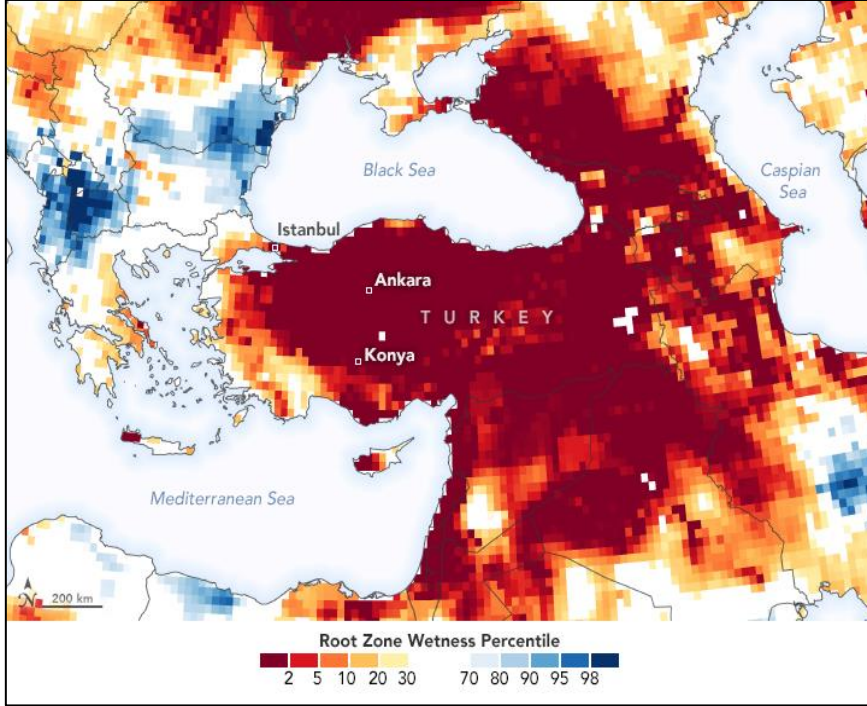 Black Sea
Caspian
Sea
Istanbul
Ankara
TURKEY
Konya
Mediterranean Sea
N
200 km
Root Zone Wetness Percentile
2 5 10 20 30 70 80 90 95 98